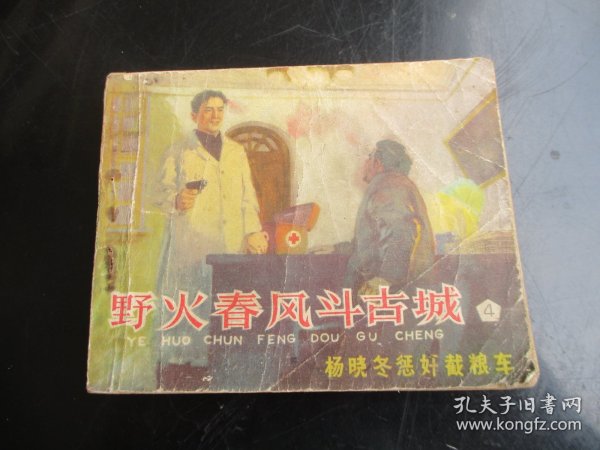 野火春风斗古城 4
YE HUO CHUN FENG DOU GU CHENG
杨晓冬惩奸截粮车
孔夫子旧书网
www.kongfz.com